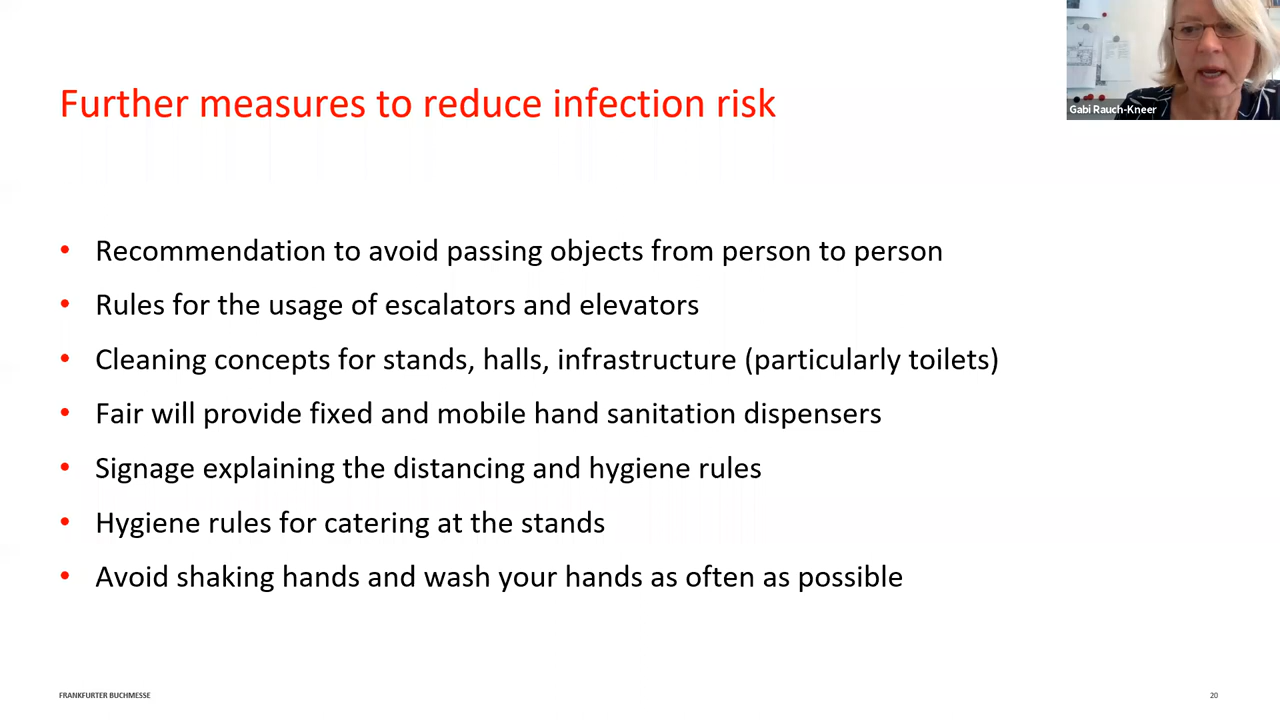 Further measures to reduce infection risk
Gabi Rauch-Kneer
• Recommendation to avoid passing objects from person to person
• Rules for the usage of escalators and elevators
• Cleaning concepts for stands, halls, infrastructure (particularly toilets)
• Fair will provide fixed and mobile hand sanitation dispensers
• Signage explaining the distancing and hygiene rules
• Hygiene rules for catering at the stands
• Avoid shaking hands and wash your hands as often as possible
FRANKFURTER BUCHMESSE
20